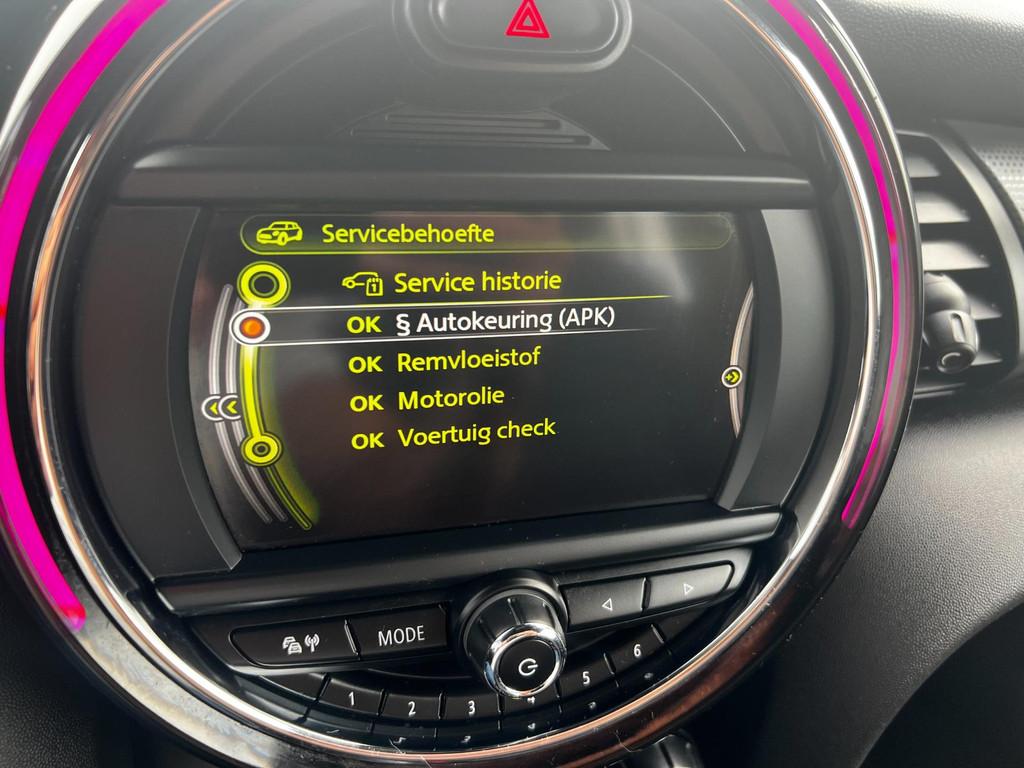 Servicebehoefte
Service historie
OK § Autokeuring (APK)
OK Remvloeistof
OK Motorolie
OK Voertuig check
MODE
1 2 3 4 5 6